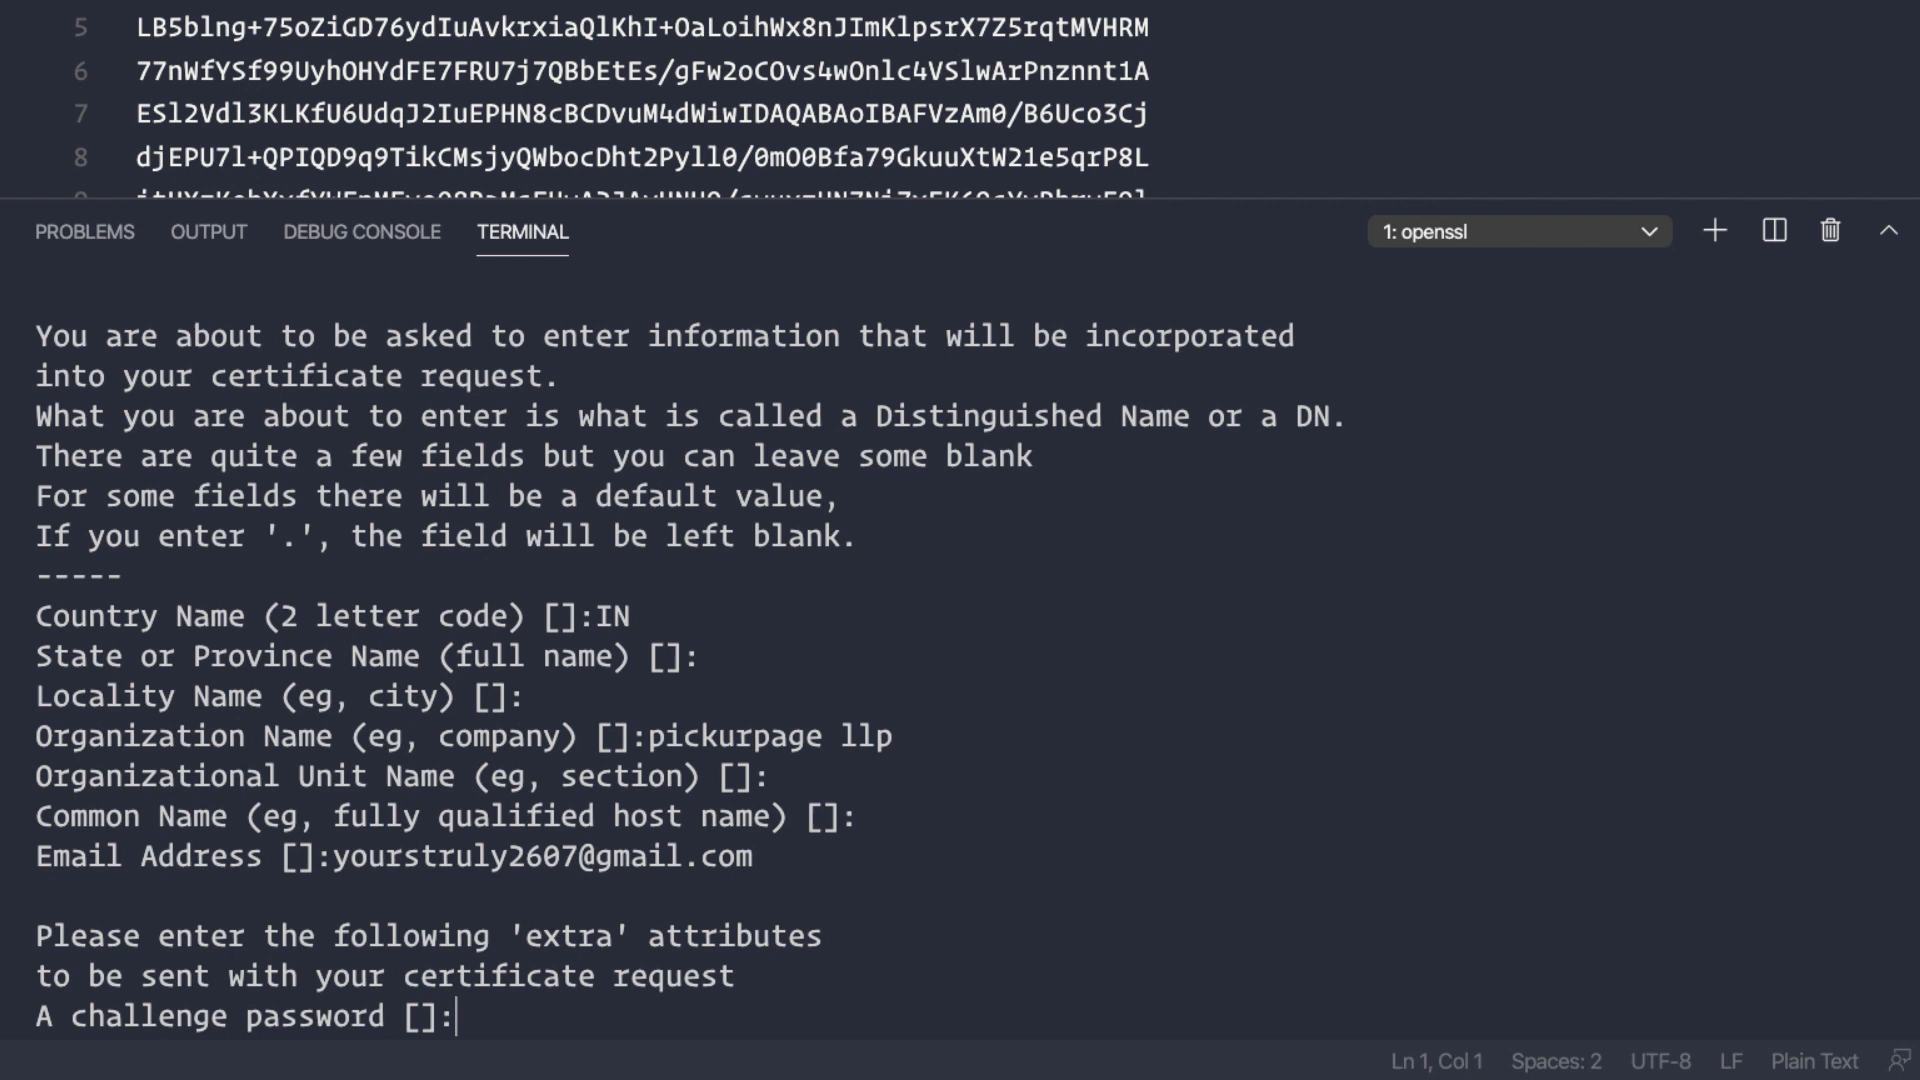 5 LB5blng+75oZiGD76ydIuAvkrxiaQlKhI+OaLoihWx8nJImKlpsrX7Z5rqtMVHRM
6 77nWfYSf99UyhOHYdFE7FRU7j7QBbEtEs/gFw2oCOvs4wOnlc4VSlwArPnznnt1A
7 ESl2Vdl3KLKfU6UdqJ2IuEPHN8cBCDvuM4dWiwIDAQABAoIBAFVzAm0/B6Uco3Cj
8 djEPU7l+QPIQD9q9TikCMsjyQWbocDht2Pyll0/0mO0Bfa79GkuuXtW21e5qrP8L
PROBLEMS OUTPUT DEBUG CONSOLE TERMINAL 1: openssl
You are about to be asked to enter information that will be incorporated
into your certificate request.
What you are about to enter is what is called a Distinguished Name or a DN.
There are quite a few fields but you can leave some blank
For some fields there will be a default value,
If you enter '.', the field will be left blank.
-----
Country Name (2 letter code) []:IN
State or Province Name (full name) []:
Locality Name (eg, city) []:
Organization Name (eg, company) []:pickurpage llp
Organizational Unit Name (eg, section) []:
Common Name (eg, fully qualified host name) []:
Email Address []:yourstruly2607@gmail.com
Please enter the following 'extra' attributes
to be sent with your certificate request
A challenge password []:
Ln 1, Col 1 Spaces: 2 UTF-8 LF Plain Text